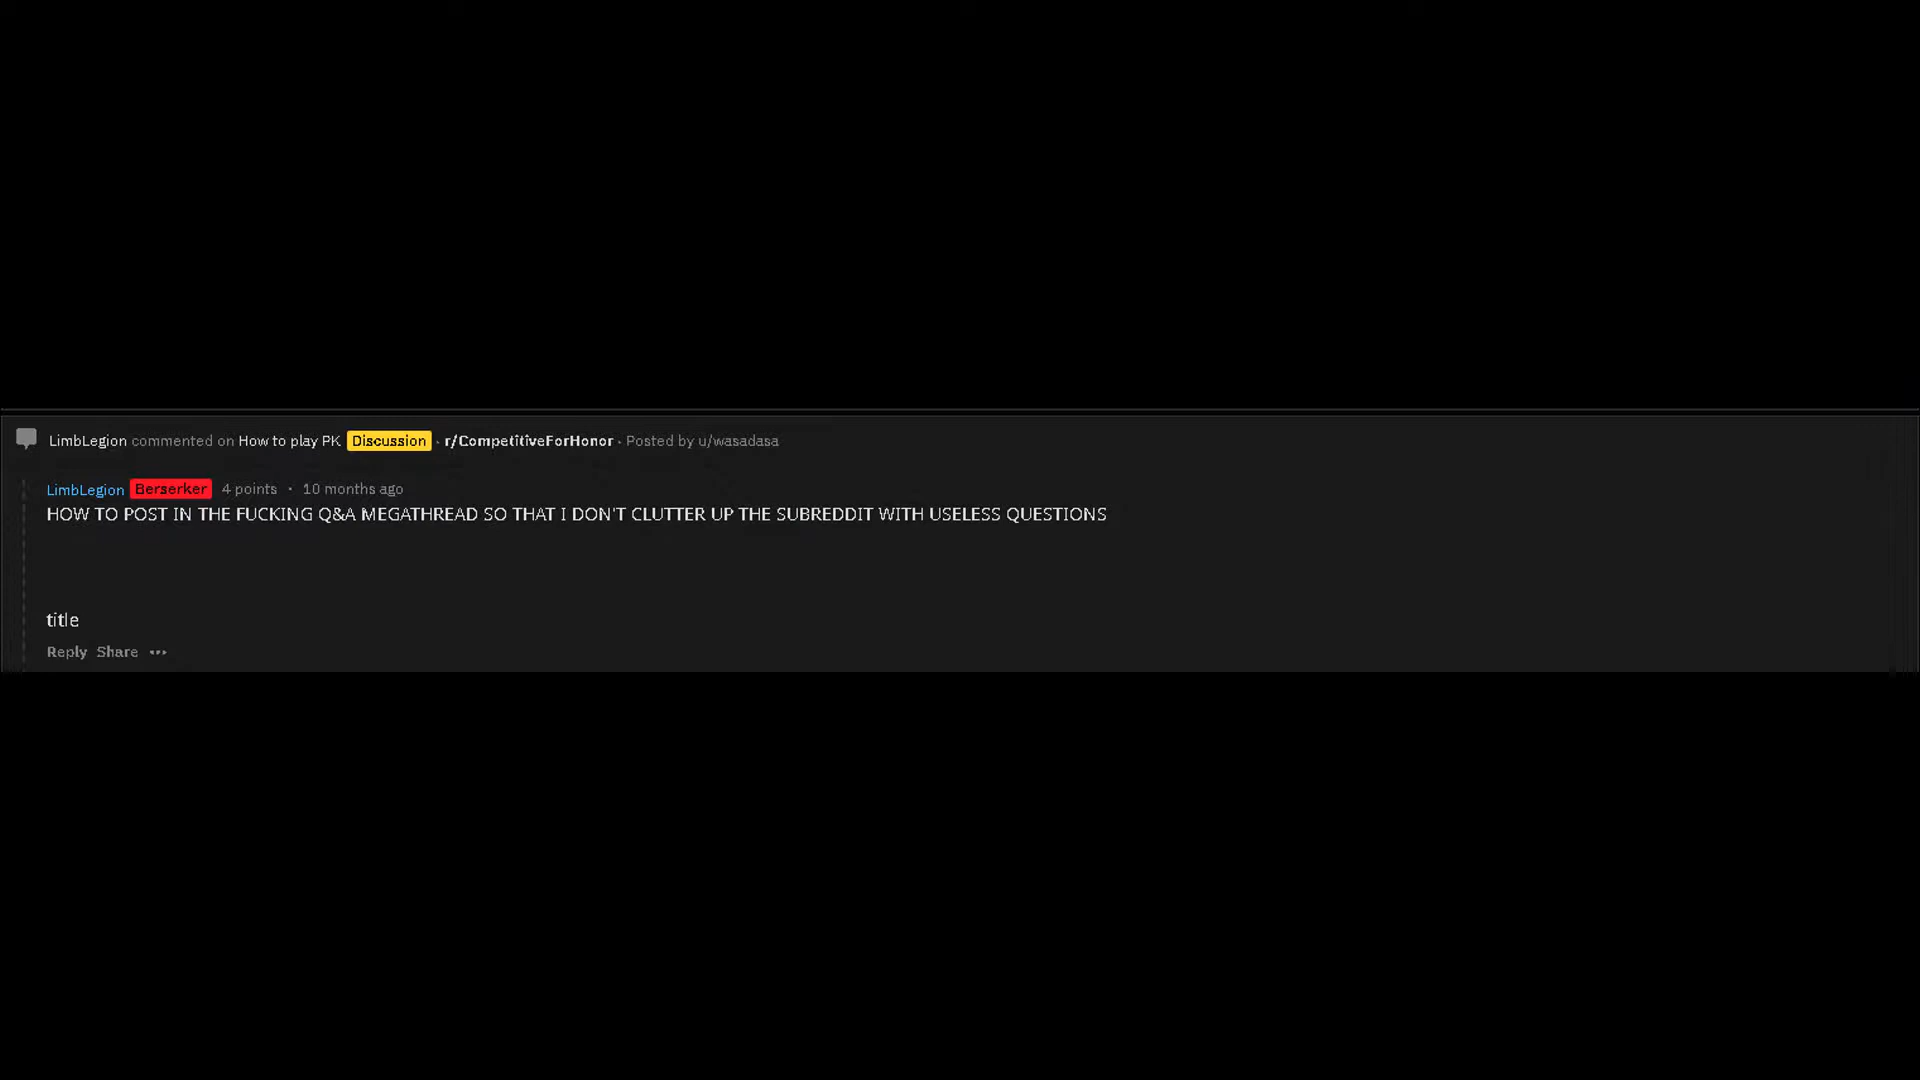 LimbLegion commented on How to play PK Discussion · r/CompetitiveForHonor · Posted by u/wasadasa
LimbLegion Berserker 4 points · 10 months ago
HOW TO POST IN THE FUCKING Q&A MEGATHREAD SO THAT I DON'T CLUTTER UP THE SUBREDDIT WITH USELESS QUESTIONS
title
Reply Share ···